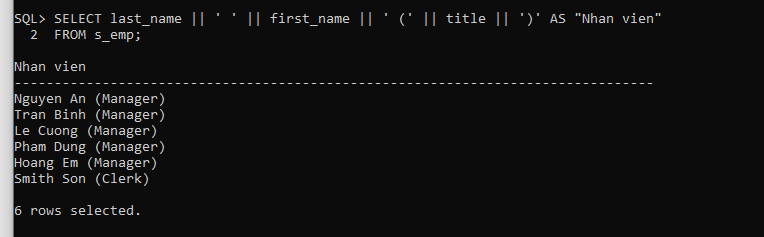 SQL> SELECT last_name || ' ' || first_name || ' (' || title || ')' AS "Nhan vien"
  2  FROM s_emp;
Nhan vien
--------------------------------------------------------------------------------
Nguyen An (Manager)
Tran Binh (Manager)
Le Cuong (Manager)
Pham Dung (Manager)
Hoang Em (Manager)
Smith Son (Clerk)
6 rows selected.